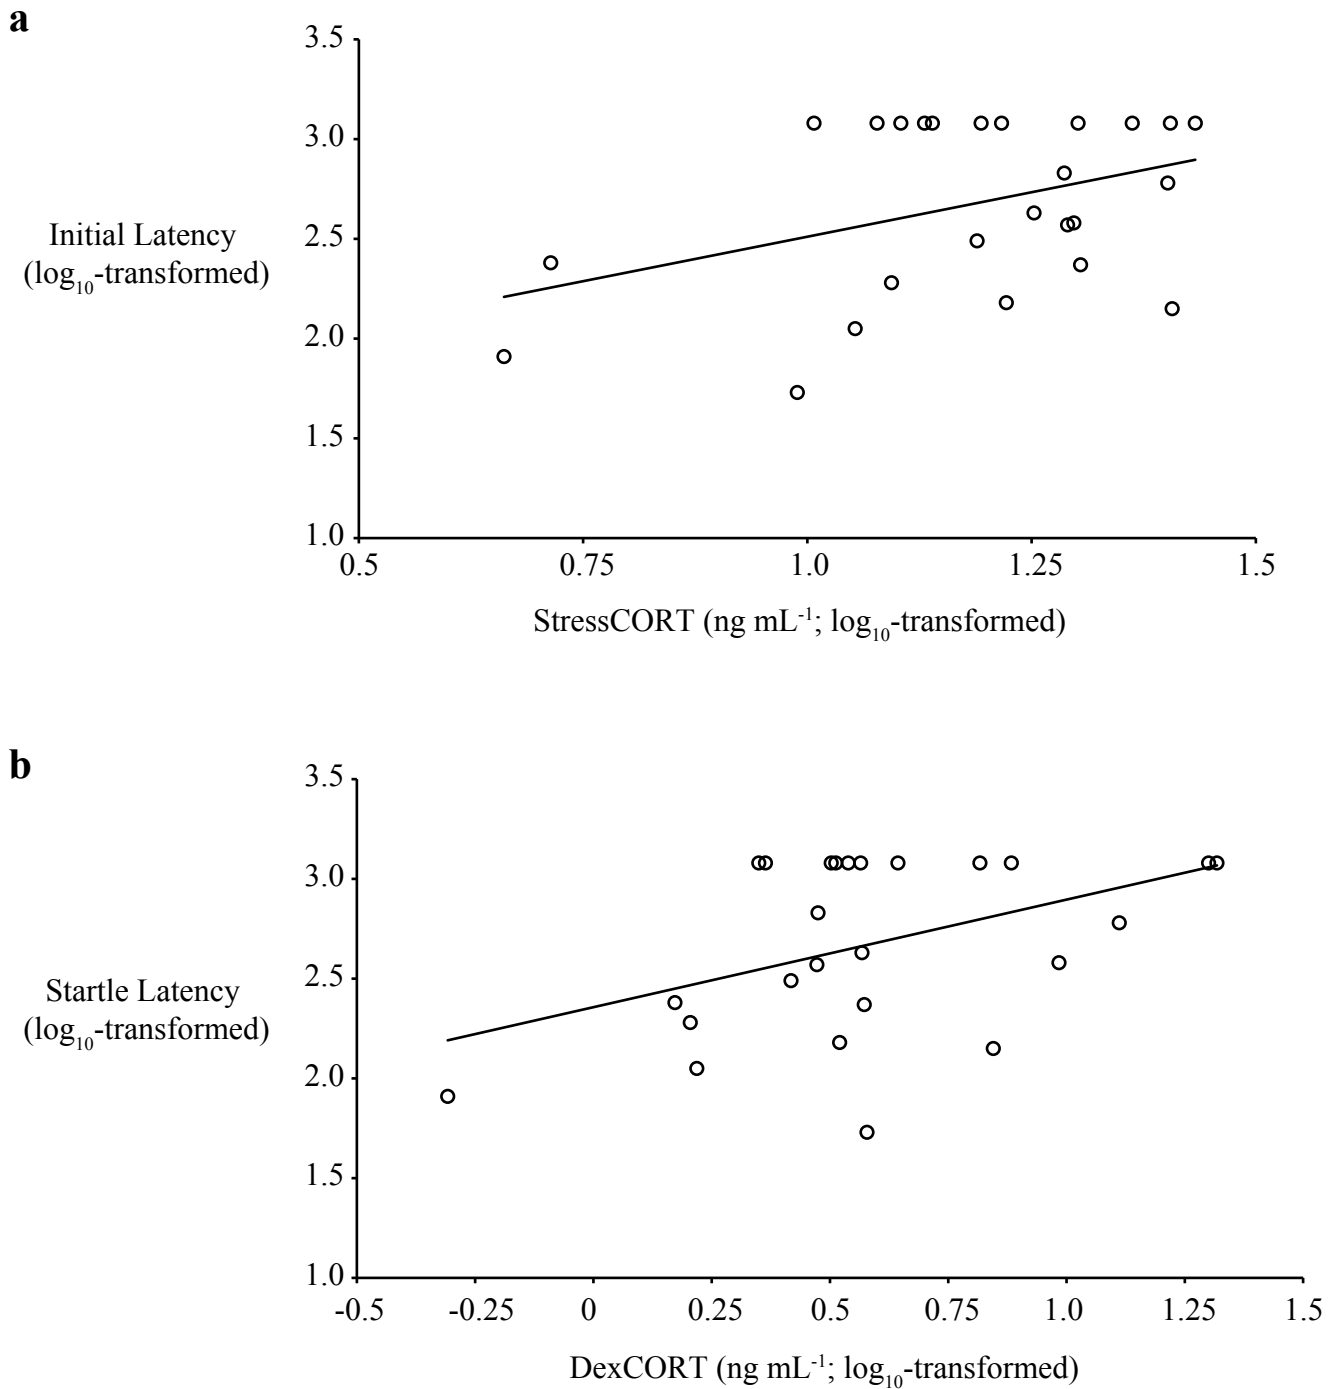 a
3.5
3.0
2.5
2.0
1.5
1.0
Initial Latency
(log₁₀-transformed)
0.5 0.75 1.0 1.25 1.5
StressCORT (ng mL⁻¹; log₁₀-transformed)
b
3.5
3.0
2.5
2.0
1.5
1.0
Startle Latency
(log₁₀-transformed)
-0.5 -0.25 0 0.25 0.5 0.75 1.0 1.25 1.5
DexCORT (ng mL⁻¹; log₁₀-transformed)